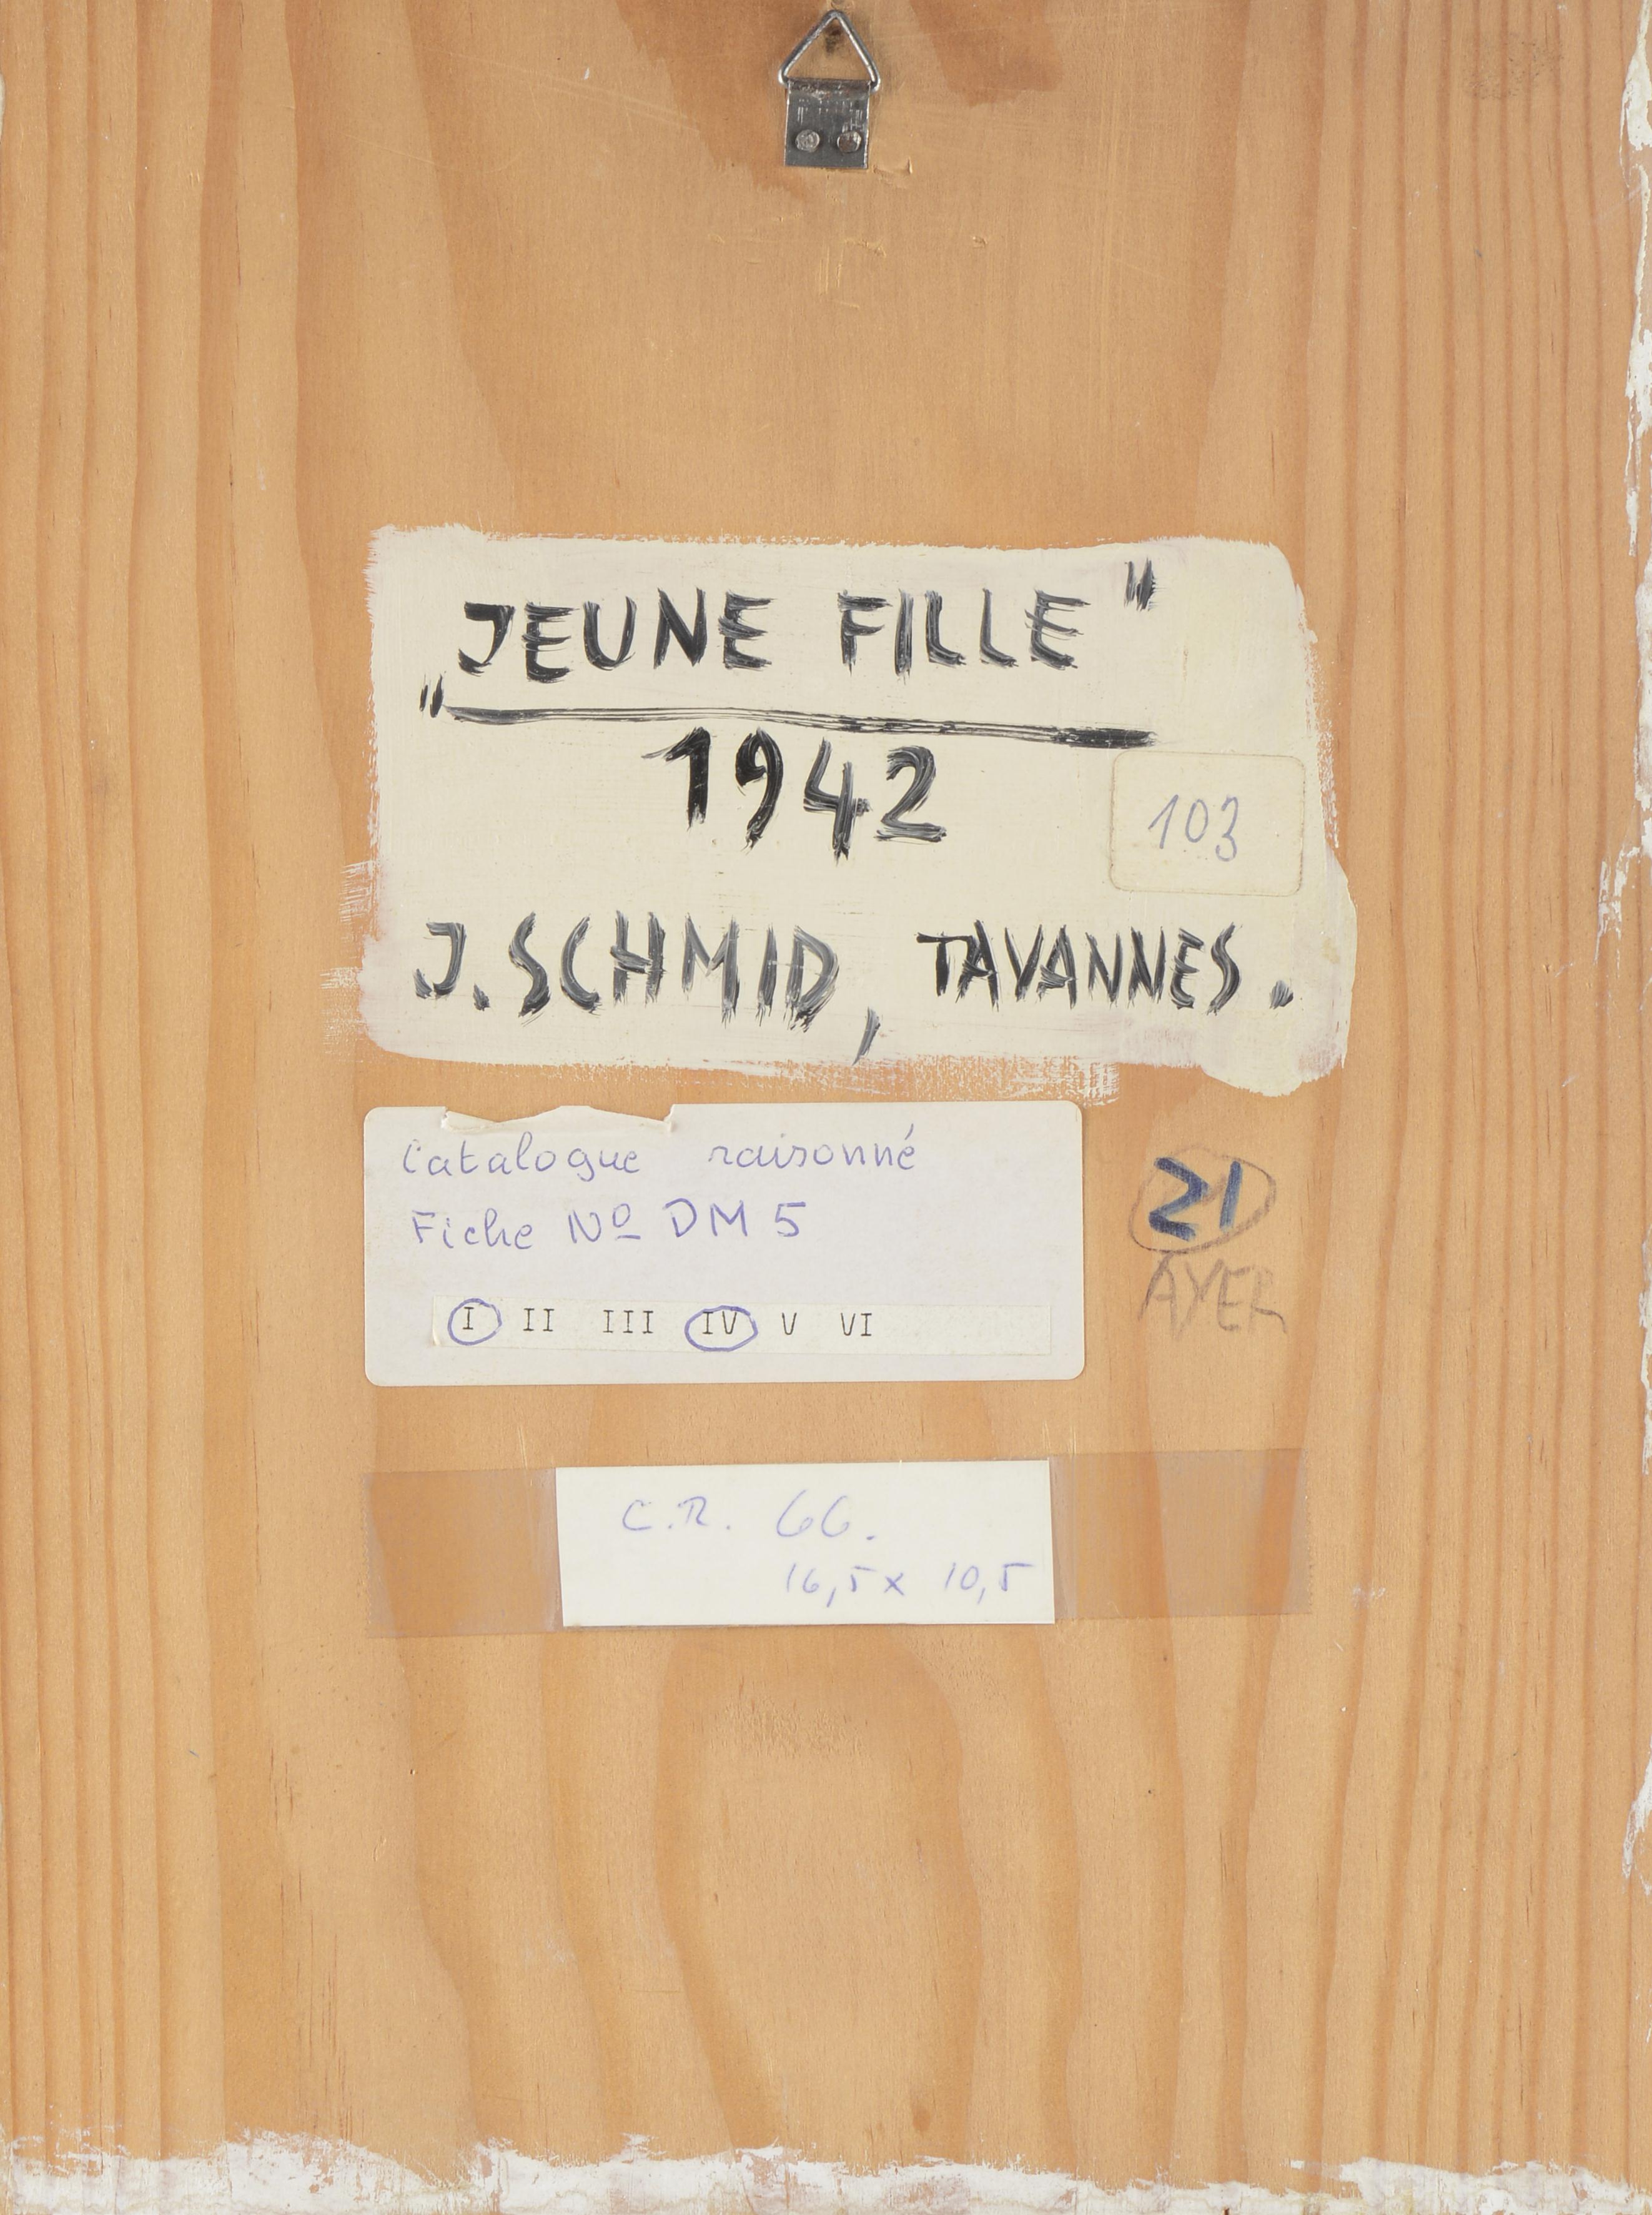 „JEUNE FILLE"
1942
103
J. SCHMID, TAVANNES.
Catalogue raisonné
Fiche Nº DM 5
I II III IV V VI
21
AYER
C.R. 66.
16,5 x 10,5